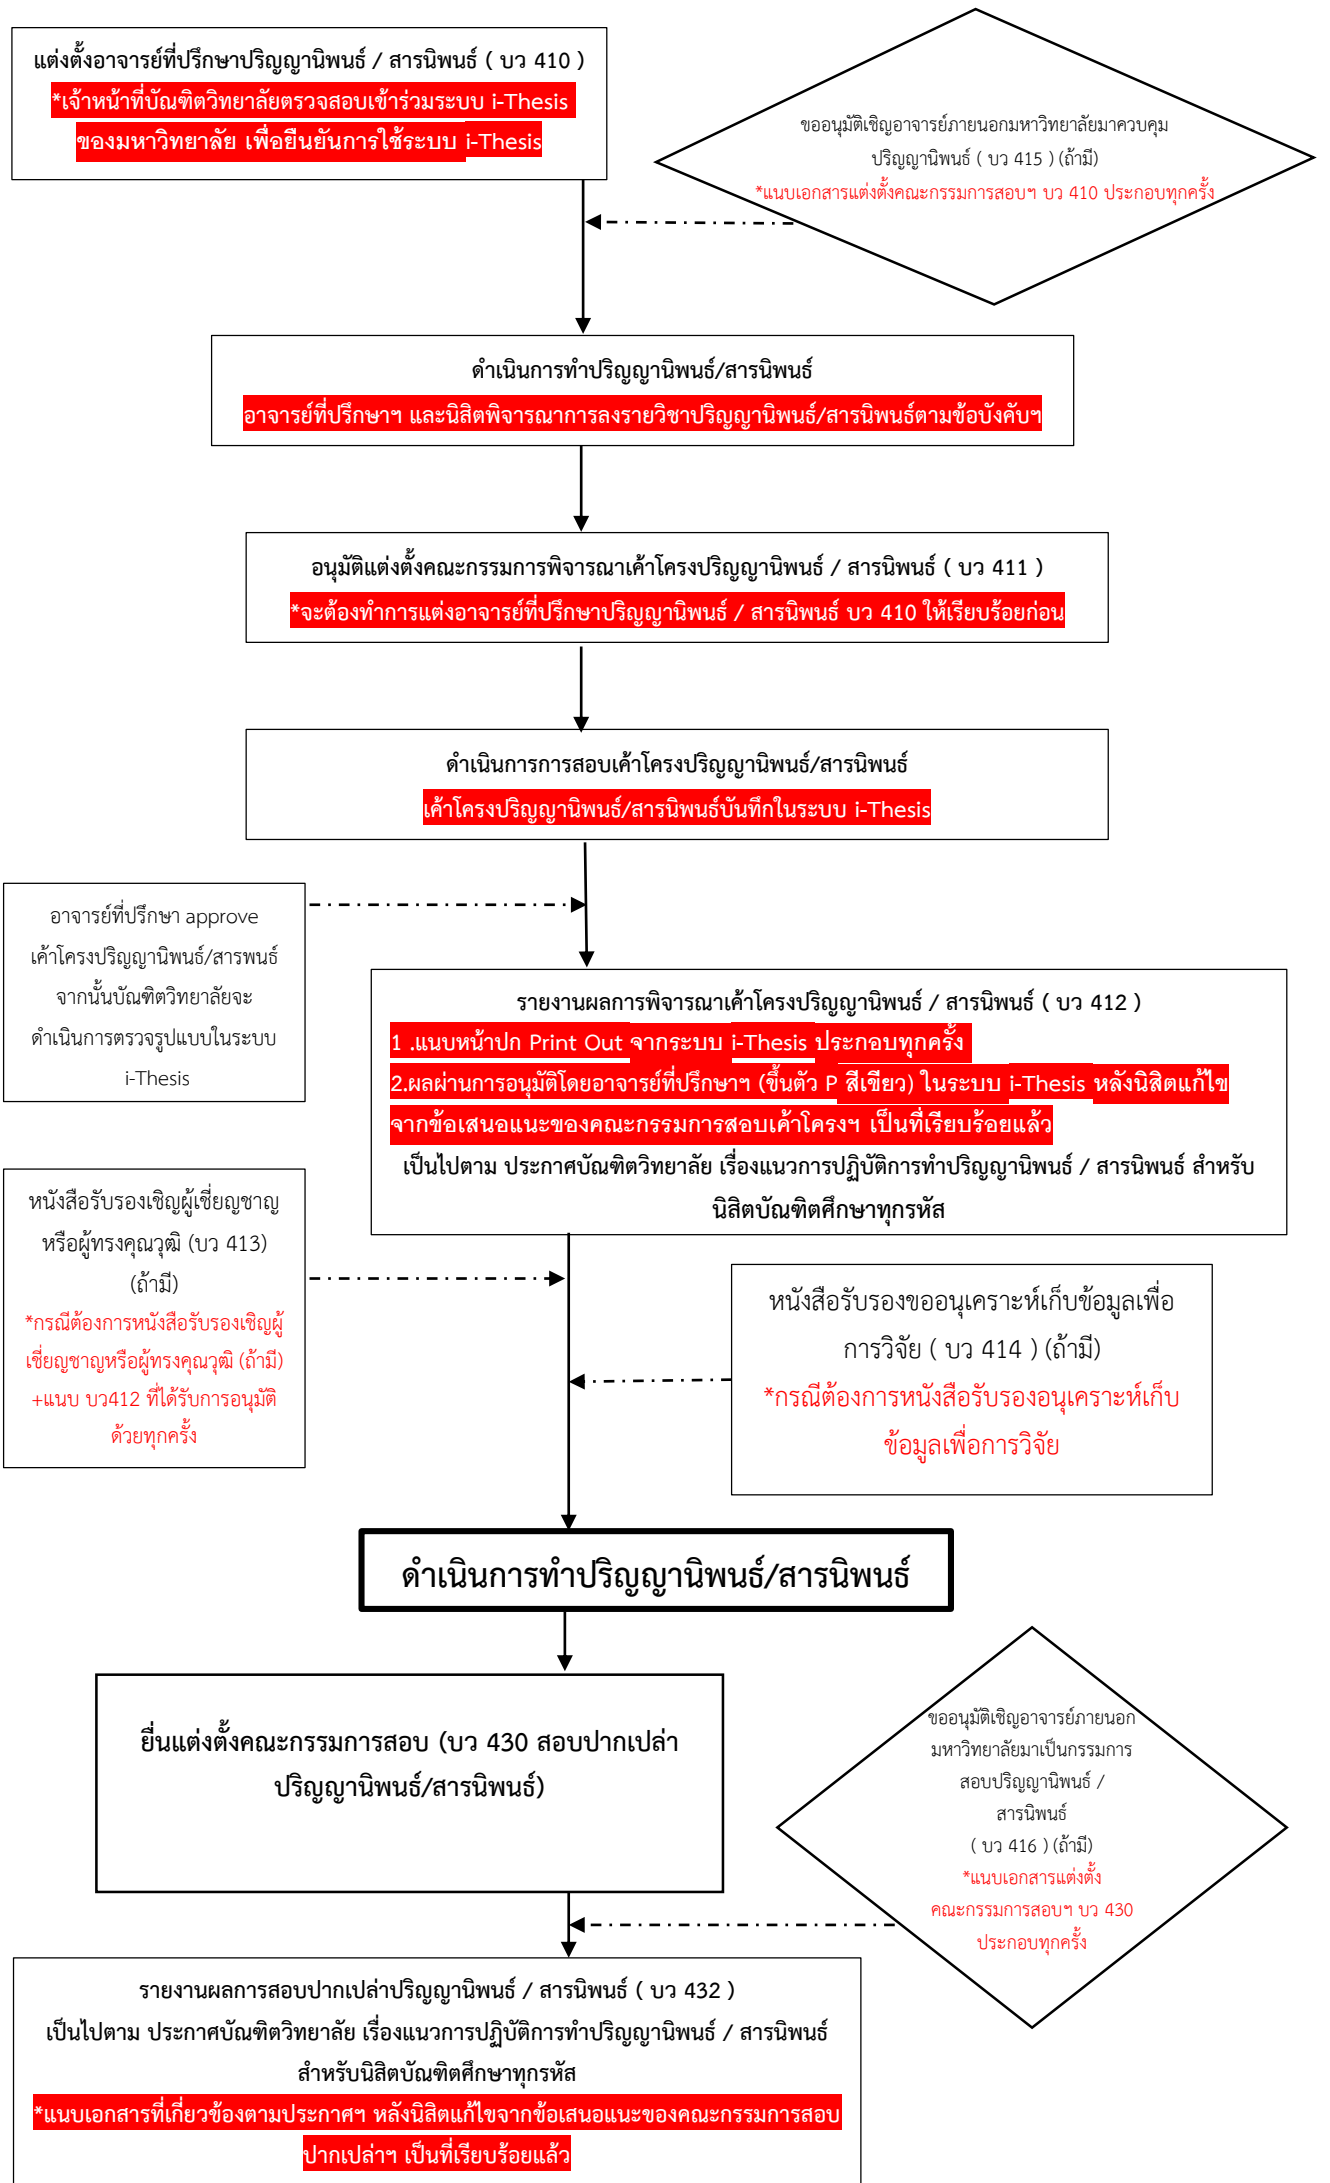 แต่งตั้งอาจารย์ที่ปรึกษาปริญญานิพนธ์ / สารนิพนธ์ ( บว 410 )
*เจ้าหน้าที่บัณฑิตวิทยาลัยตรวจสอบเข้าร่วมระบบ i-Thesis
ของมหาวิทยาลัย เพื่อยืนยันการใช้ระบบ i-Thesis
ขออนุมัติเชิญอาจารย์ภายนอกมหาวิทยาลัยมาควบคุม
ปริญญานิพนธ์ ( บว 415 ) (ถ้ามี)
*แนบเอกสารแต่งตั้งคณะกรรมการสอบฯ บว 410 ประกอบทุกครั้ง
ดำเนินการทำปริญญานิพนธ์/สารนิพนธ์
อาจารย์ที่ปรึกษาฯ และนิสิตพิจารณาการลงรายวิชาปริญญานิพนธ์/สารนิพนธ์ตามข้อบังคับฯ
อนุมัติแต่งตั้งคณะกรรมการพิจารณาเค้าโครงปริญญานิพนธ์ / สารนิพนธ์ ( บว 411 )
*จะต้องทำการแต่งอาจารย์ที่ปรึกษาปริญญานิพนธ์ / สารนิพนธ์ บว 410 ให้เรียบร้อยก่อน
ดำเนินการการสอบเค้าโครงปริญญานิพนธ์/สารนิพนธ์
เค้าโครงปริญญานิพนธ์/สารนิพนธ์บันทึกในระบบ i-Thesis
อาจารย์ที่ปรึกษา approve
เค้าโครงปริญญานิพนธ์/สารพนธ์
จากนั้นบัณฑิตวิทยาลัยจะ
ดำเนินการตรวจรูปแบบในระบบ
i-Thesis
รายงานผลการพิจารณาเค้าโครงปริญญานิพนธ์ / สารนิพนธ์ ( บว 412 )
1 .แนบหน้าปก Print Out จากระบบ i-Thesis ประกอบทุกครั้ง
2.ผลผ่านการอนุมัติโดยอาจารย์ที่ปรึกษาฯ (ขึ้นตัว P สีเขียว) ในระบบ i-Thesis หลังนิสิตแก้ไข
จากข้อเสนอแนะของคณะกรรมการสอบเค้าโครงฯ เป็นที่เรียบร้อยแล้ว
เป็นไปตาม ประกาศบัณฑิตวิทยาลัย เรื่องแนวการปฏิบัติการทำปริญญานิพนธ์ / สารนิพนธ์ สำหรับ
นิสิตบัณฑิตศึกษาทุกรหัส
หนังสือรับรองเชิญผู้เชี่ยญชาญ
หรือผู้ทรงคุณวุฒิ (บว 413)
(ถ้ามี)
*กรณีต้องการหนังสือรับรองเชิญผู้
เชี่ยญชาญหรือผู้ทรงคุณวุฒิ (ถ้ามี)
+แนบ บว412 ที่ได้รับการอนุมัติ
ด้วยทุกครั้ง
หนังสือรับรองขออนุเคราะห์เก็บข้อมูลเพื่อ
การวิจัย ( บว 414 ) (ถ้ามี)
*กรณีต้องการหนังสือรับรองอนุเคราะห์เก็บ
ข้อมูลเพื่อการวิจัย
ดำเนินการทำปริญญานิพนธ์/สารนิพนธ์
ยื่นแต่งตั้งคณะกรรมการสอบ (บว 430 สอบปากเปล่า
ปริญญานิพนธ์/สารนิพนธ์)
ขออนุมัติเชิญอาจารย์ภายนอก
มหาวิทยาลัยมาเป็นกรรมการ
สอบปริญญานิพนธ์ /
สารนิพนธ์
( บว 416 ) (ถ้ามี)
*แนบเอกสารแต่งตั้ง
คณะกรรมการสอบฯ บว 430
ประกอบทุกครั้ง
รายงานผลการสอบปากเปล่าปริญญานิพนธ์ / สารนิพนธ์ ( บว 432 )
เป็นไปตาม ประกาศบัณฑิตวิทยาลัย เรื่องแนวการปฏิบัติการทำปริญญานิพนธ์ / สารนิพนธ์
สำหรับนิสิตบัณฑิตศึกษาทุกรหัส
*แนบเอกสารที่เกี่ยวข้องตามประกาศฯ หลังนิสิตแก้ไขจากข้อเสนอแนะของคณะกรรมการสอบ
ปากเปล่าฯ เป็นที่เรียบร้อยแล้ว